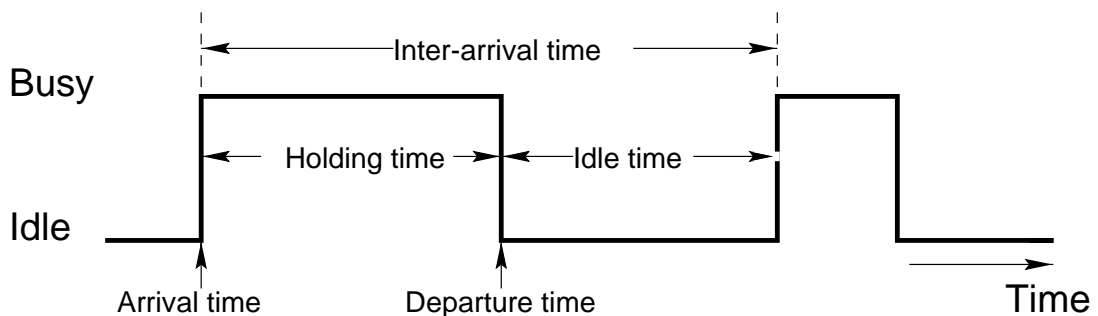 Inter-arrival time
Busy
Holding time
Idle time
Idle
Arrival time
Departure time
Time